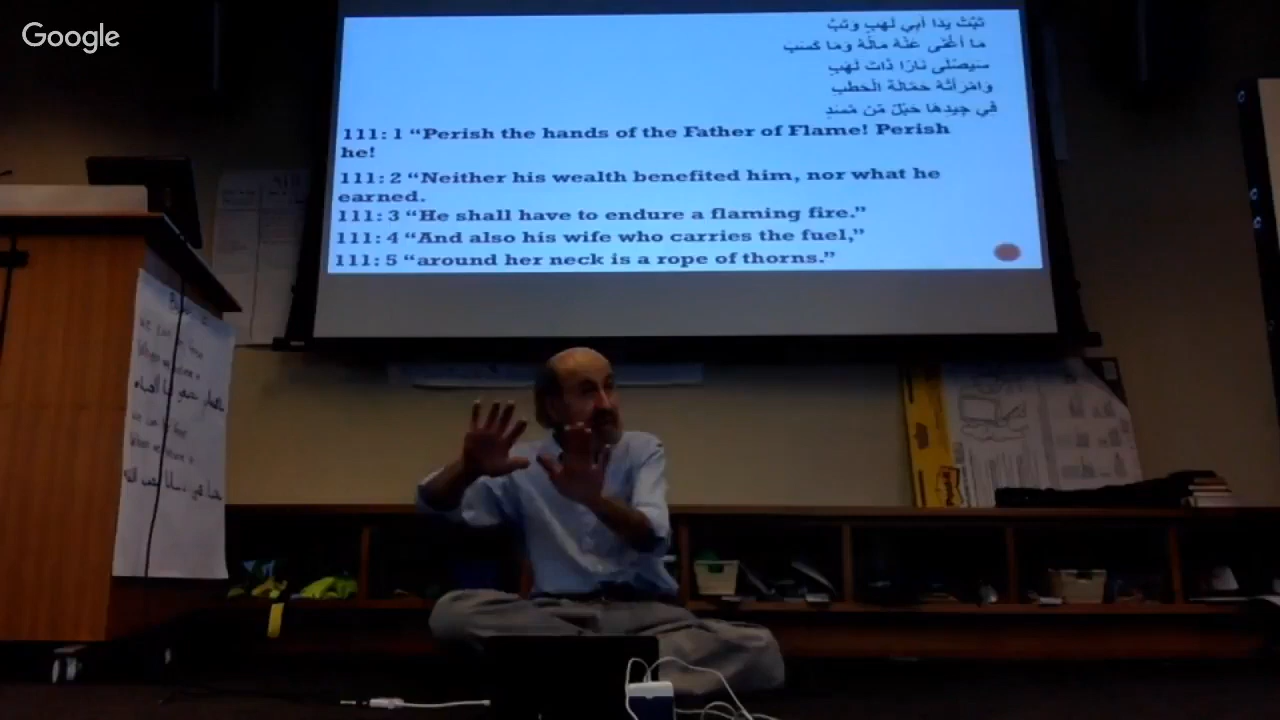 Google
تَبَّتْ يَدَا أَبِي لَهَبٍ وَتَبَّ
مَا أَغْنَى عَنْهُ مَالُهُ وَمَا كَسَبَ
سَيَصْلَى نَارًا ذَاتَ لَهَبٍ
وَامْرَأَتُهُ حَمَّالَةَ الْحَطَبِ
فِي جِيدِهَا حَبْلٌ مِّن مَّسَدٍ
111: 1 “Perish the hands of the Father of Flame! Perish
he!
111: 2 “Neither his wealth benefited him, nor what he
earned.
111: 3 “He shall have to endure a flaming fire.”
111: 4 “And also his wife who carries the fuel,”
111: 5 “around her neck is a rope of thorns.”